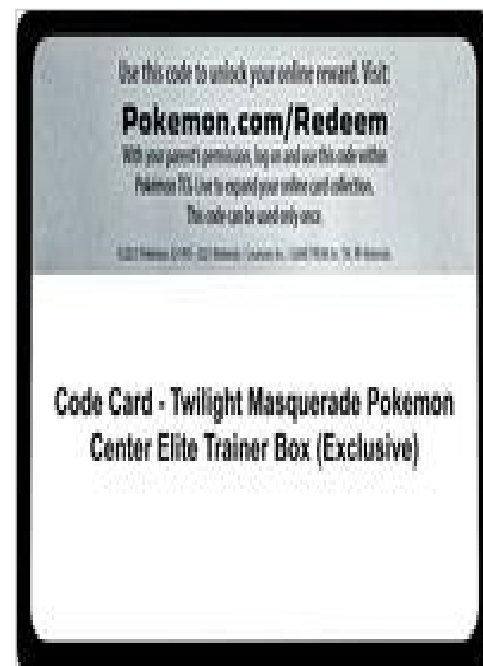 Use this code to unlock your online reward. Visit:
Pokemon.com/Redeem
With your parent's permission, log on and use this code within
Pokémon TCG Live to expand your online card collection.
This code can be used only once.
Code Card - Twilight Masquerade Pokemon
Center Elite Trainer Box (Exclusive)